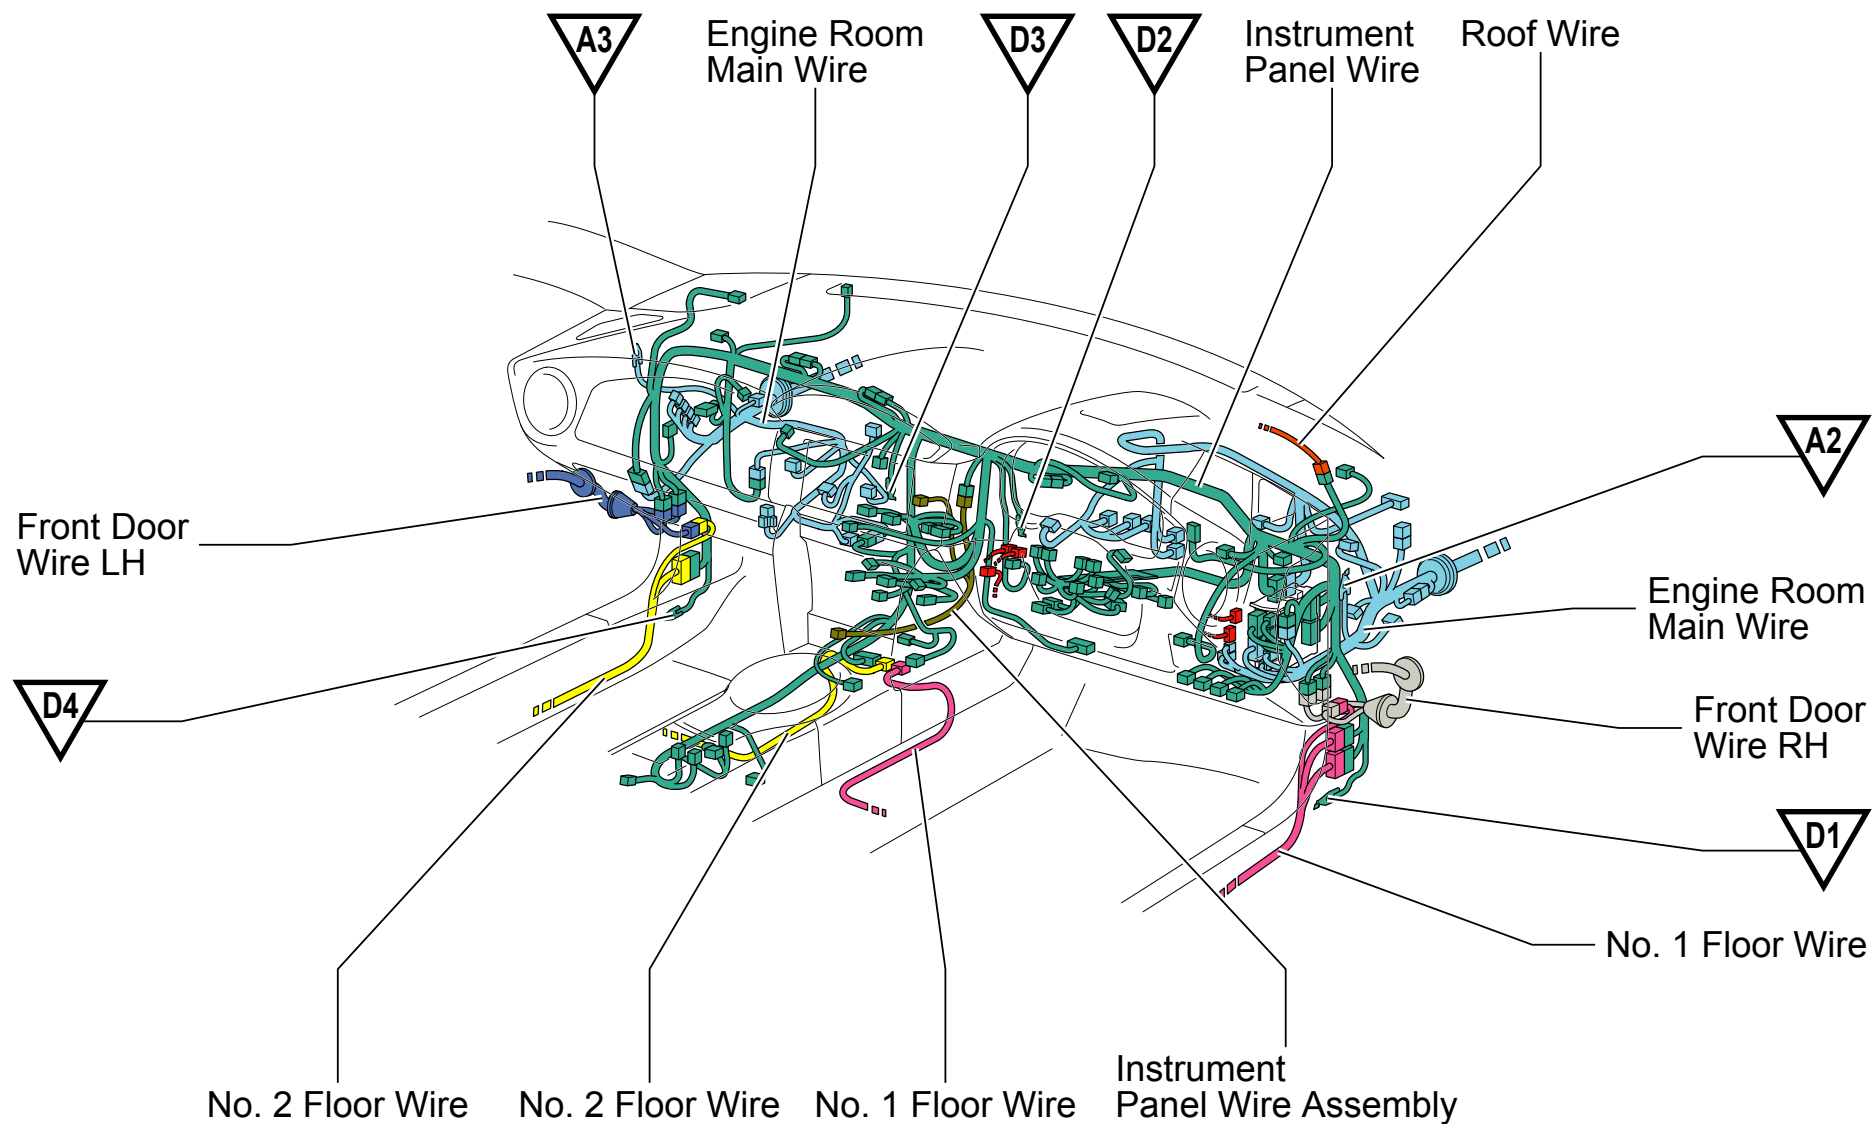 A3
Engine Room
Main Wire
D3
D2
Instrument
Panel Wire
Roof Wire
A2
Front Door
Wire LH
Engine Room
Main Wire
D4
Front Door
Wire RH
D1
No. 1 Floor Wire
No. 2 Floor Wire
No. 2 Floor Wire
No. 1 Floor Wire
Instrument
Panel Wire Assembly